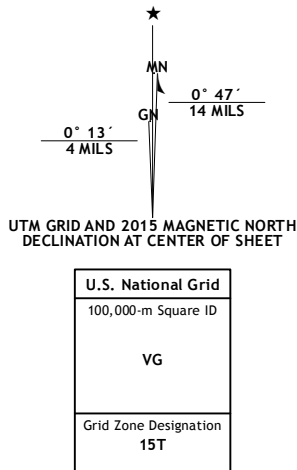 ★
MN
0° 47´
14 MILS
GN
0° 13´
4 MILS
UTM GRID AND 2015 MAGNETIC NORTH
DECLINATION AT CENTER OF SHEET
U.S. National Grid
100,000-m Square ID
VG
Grid Zone Designation
15T